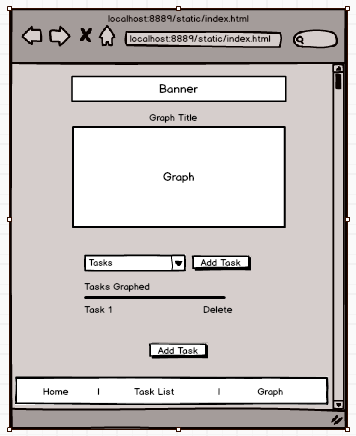 localhost:8889/static/index.html
localhost:8889/static/index.html
Banner
Graph Title
Graph
Tasks Add Task
Tasks Graphed
Task 1 Delete
Add Task
Home | Task List | Graph